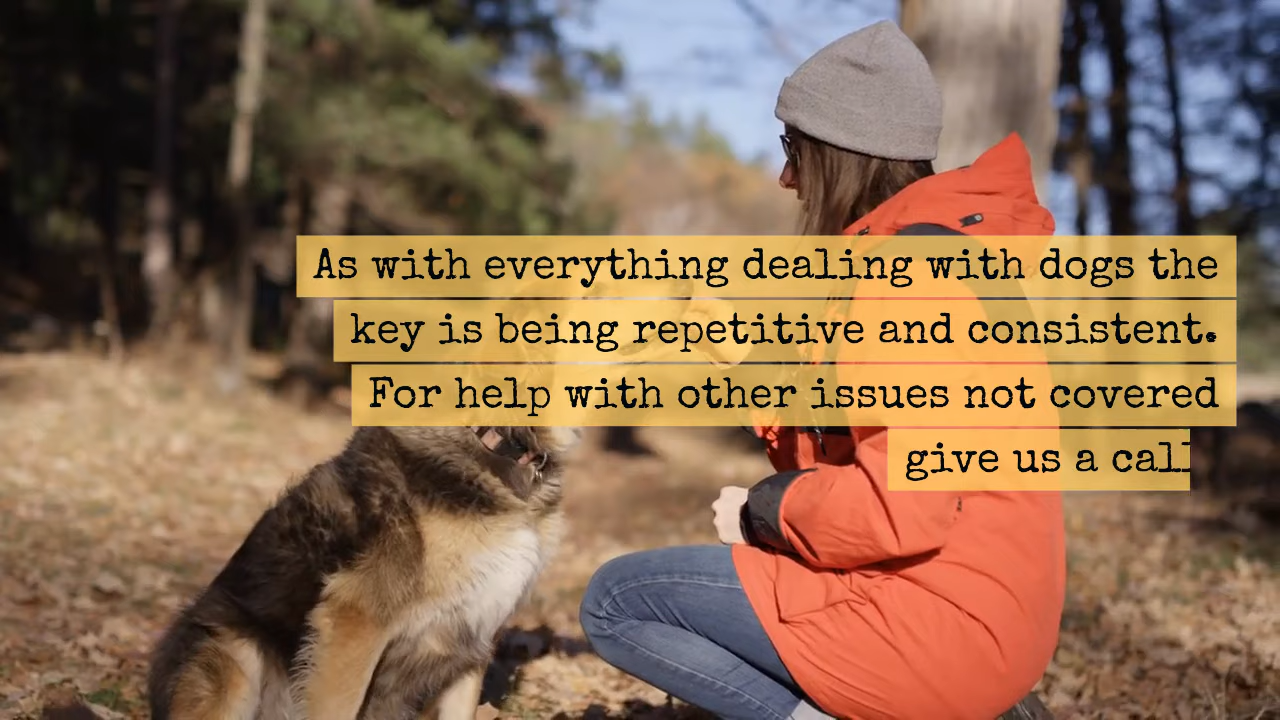 As with everything dealing with dogs the
key is being repetitive and consistent.
For help with other issues not covered
give us a call